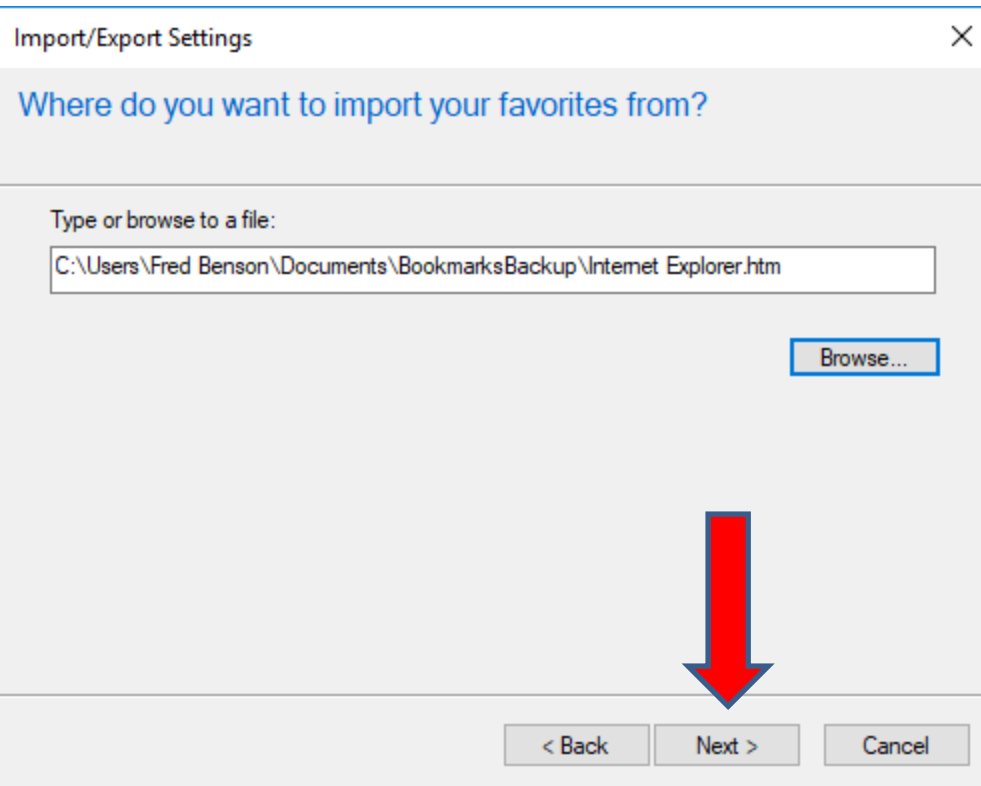 Import/Export Settings
Where do you want to import your favorites from?
Type or browse to a file:
C:\Users\Fred Benson\Documents\BookmarksBackup\Internet Explorer.htm
Browse...
< Back Next > Cancel